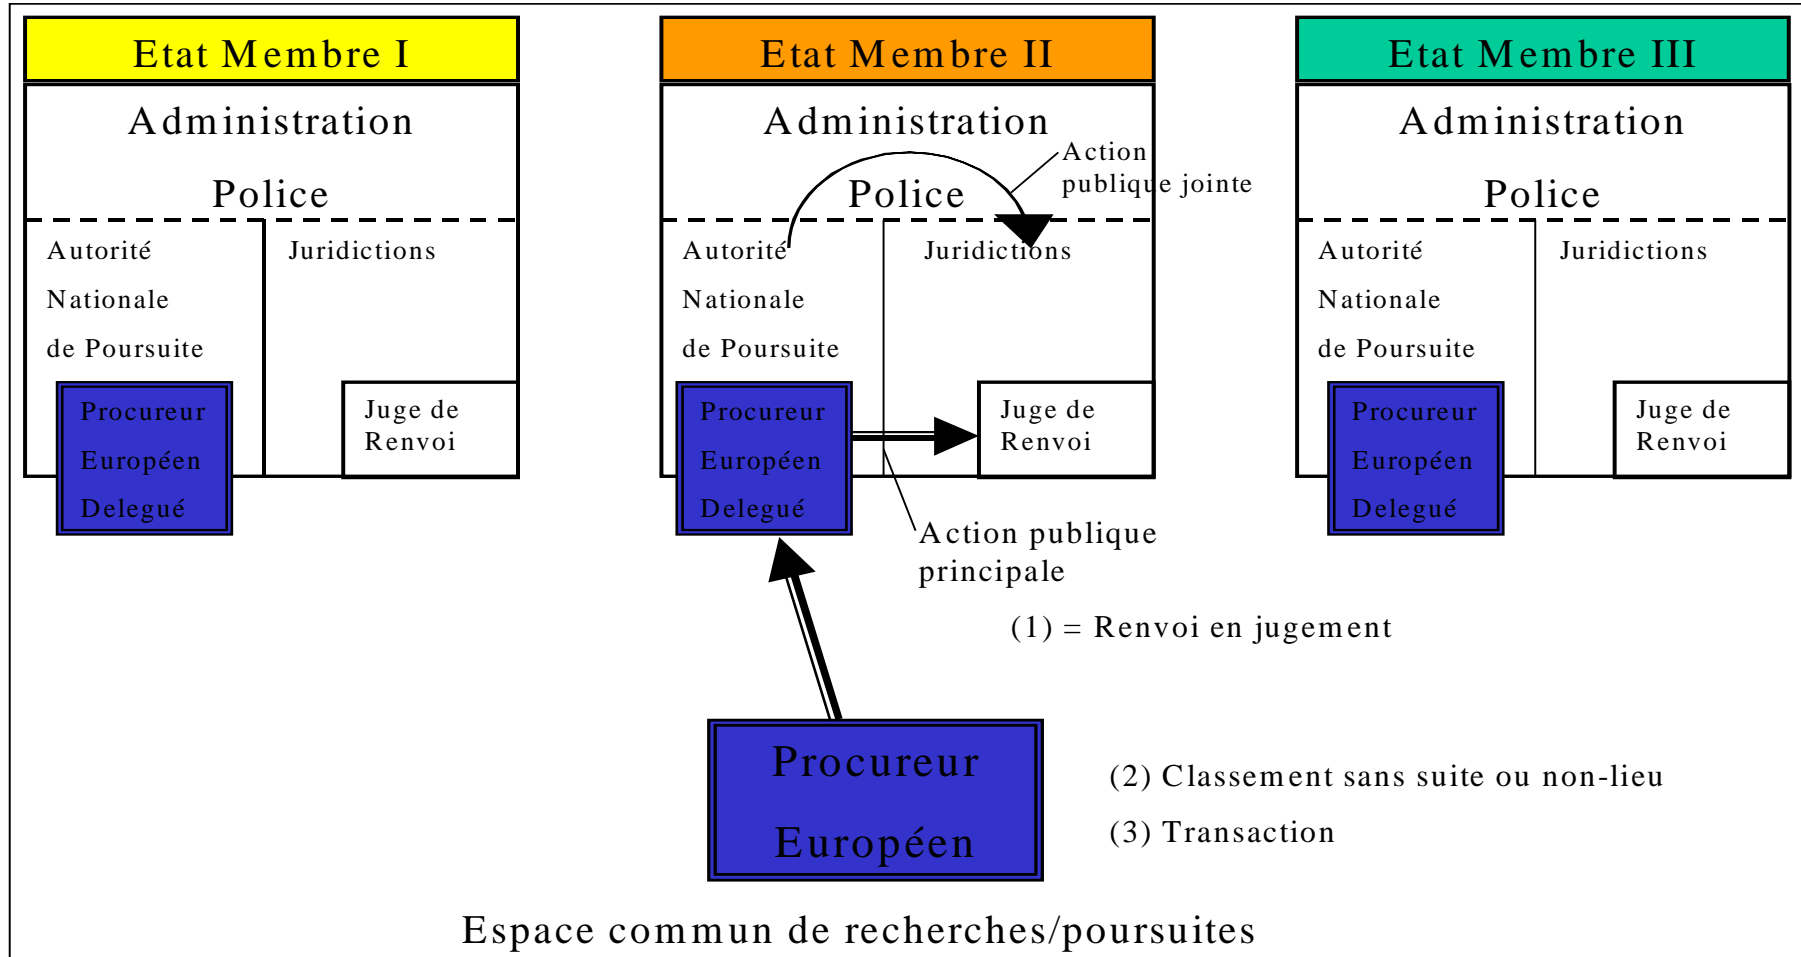 Etat Membre I
Administration
Police
Autorité
Nationale
de Poursuite
Juridictions
Procureur
Européen
Delegué
Juge de
Renvoi
Etat Membre II
Administration
Action
publique jointe
Police
Autorité
Nationale
de Poursuite
Juridictions
Procureur
Européen
Delegué
Juge de
Renvoi
Action publique
principale
Etat Membre III
Administration
Police
Autorité
Nationale
de Poursuite
Juridictions
Procureur
Européen
Delegué
Juge de
Renvoi
(1) = Renvoi en jugement
Procureur
Européen
(2) Classement sans suite ou non-lieu
(3) Transaction
Espace commun de recherches/poursuites